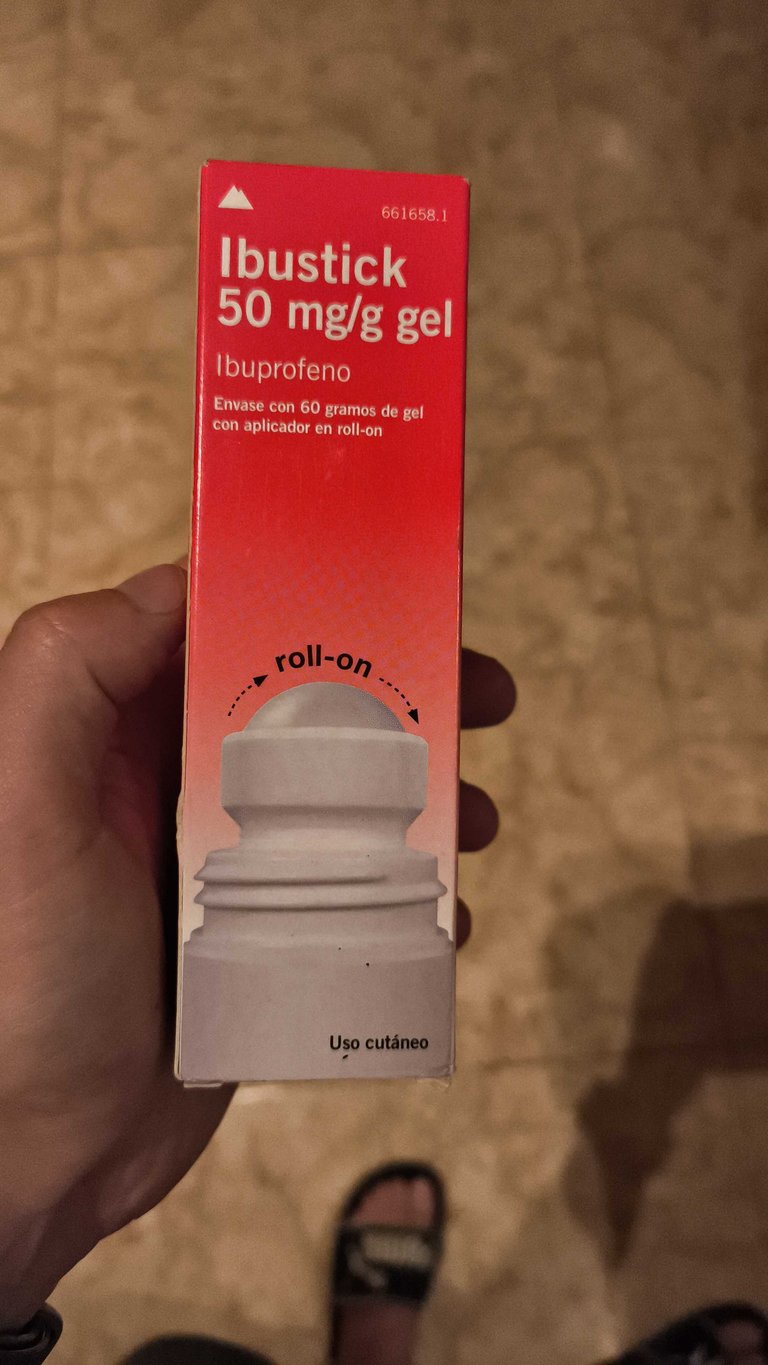 661658.1
Ibustick
50 mg/g gel
Ibuprofeno
Envase con 60 gramos de gel
con aplicador en roll-on
roll-on
Uso cutáneo